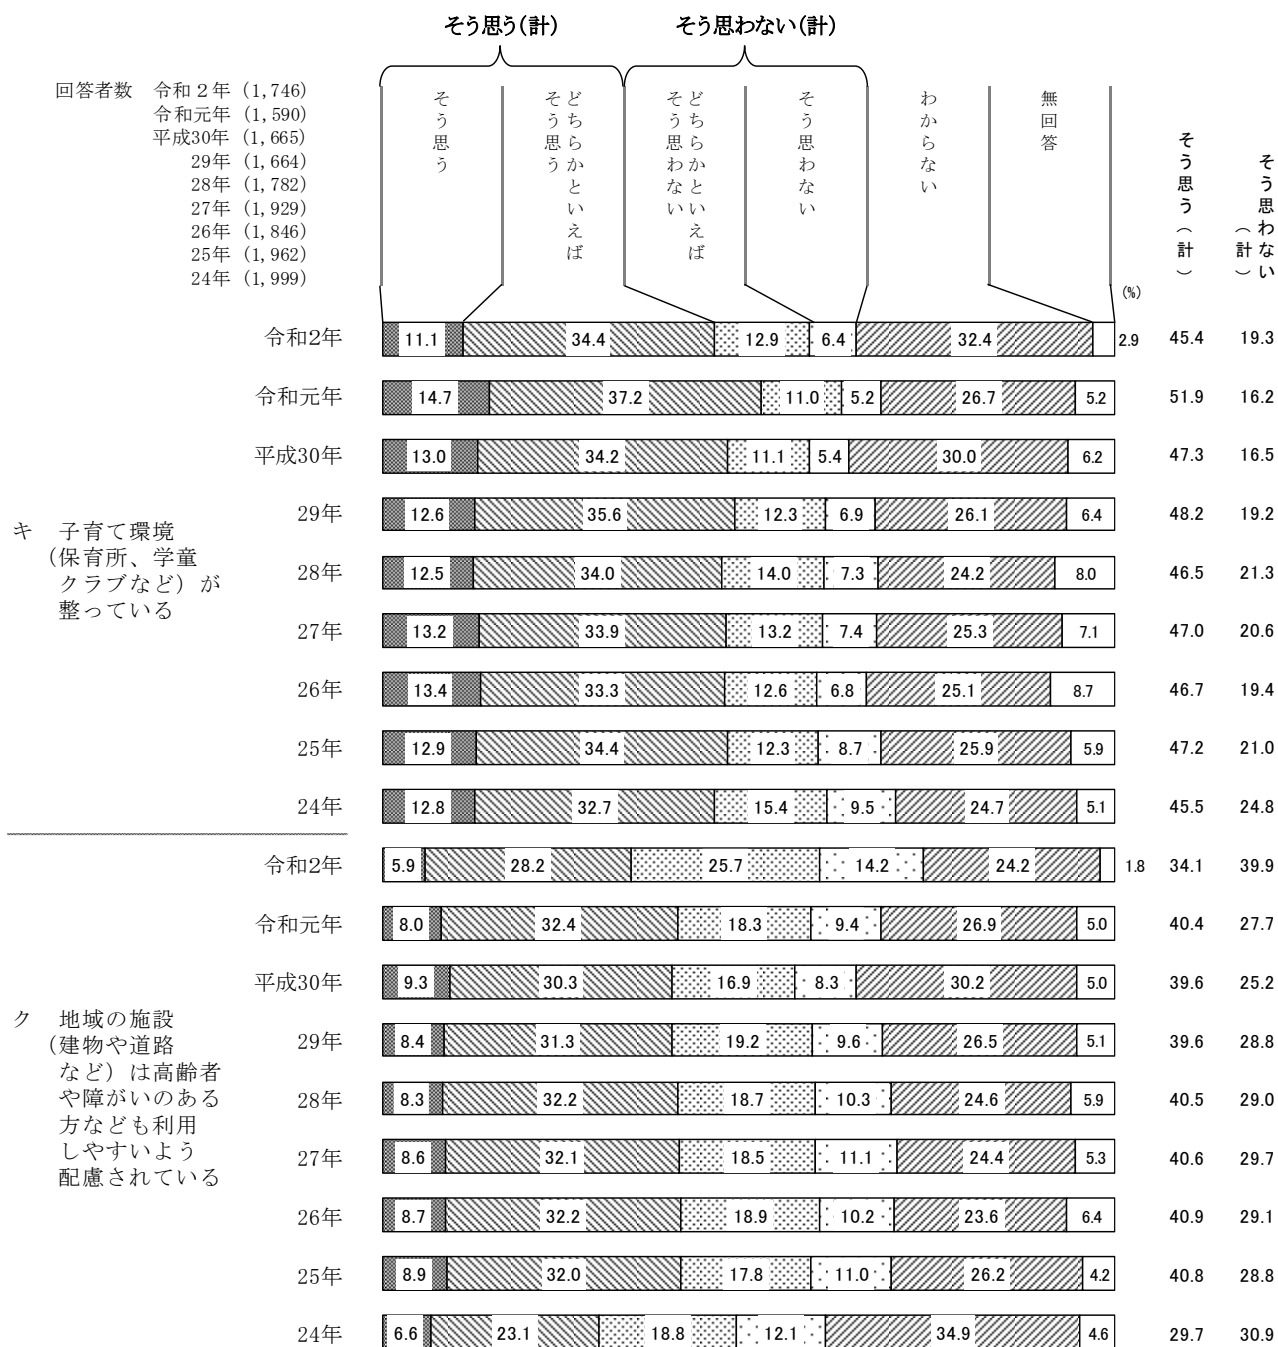 そう思う(計)　そう思わない(計)
回答者数　令和２年 (1,746)
令和元年 (1,590)
平成30年 (1,665)
29年 (1,664)
28年 (1,782)
27年 (1,929)
26年 (1,846)
25年 (1,962)
24年 (1,999)
そう思う
どちらかといえば
そう思う
どちらかといえば
そう思わない
そう思わない
わからない
無回答
そう思う(計)
そう思わない
(計)
(%)
令和2年 11.1 34.4 12.9 6.4 32.4 2.9 45.4 19.3
令和元年 14.7 37.2 11.0 5.2 26.7 5.2 51.9 16.2
平成30年 13.0 34.2 11.1 5.4 30.0 6.2 47.3 16.5
29年 12.6 35.6 12.3 6.9 26.1 6.4 48.2 19.2
キ　子育て環境
(保育所、学童
クラブなど）が
整っている
28年 12.5 34.0 14.0 7.3 24.2 8.0 46.5 21.3
27年 13.2 33.9 13.2 7.4 25.3 7.1 47.0 20.6
26年 13.4 33.3 12.6 6.8 25.1 8.7 46.7 19.4
25年 12.9 34.4 12.3 8.7 25.9 5.9 47.2 21.0
24年 12.8 32.7 15.4 9.5 24.7 5.1 45.5 24.8
令和2年 5.9 28.2 25.7 14.2 24.2 1.8 34.1 39.9
令和元年 8.0 32.4 18.3 9.4 26.9 5.0 40.4 27.7
平成30年 9.3 30.3 16.9 8.3 30.2 5.0 39.6 25.2
ク　地域の施設
(建物や道路
など）は高齢者
や障がいのある
方なども利用
しやすいよう
配慮されている
29年 8.4 31.3 19.2 9.6 26.5 5.1 39.6 28.8
28年 8.3 32.2 18.7 10.3 24.6 5.9 40.5 29.0
27年 8.6 32.1 18.5 11.1 24.4 5.3 40.6 29.7
26年 8.7 32.2 18.9 10.2 23.6 6.4 40.9 29.1
25年 8.9 32.0 17.8 11.0 26.2 4.2 40.8 28.8
24年 6.6 23.1 18.8 12.1 34.9 4.6 29.7 30.9